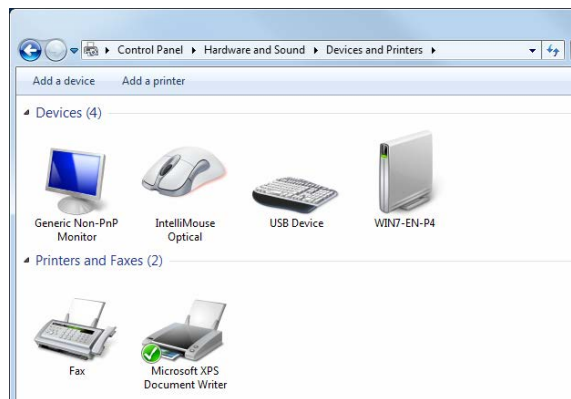 Control Panel ▸ Hardware and Sound ▸ Devices and Printers ▸
Add a device Add a printer
Devices (4)
Generic Non-PnP Monitor
IntelliMouse Optical
USB Device
WIN7-EN-P4
Printers and Faxes (2)
Fax
Microsoft XPS Document Writer